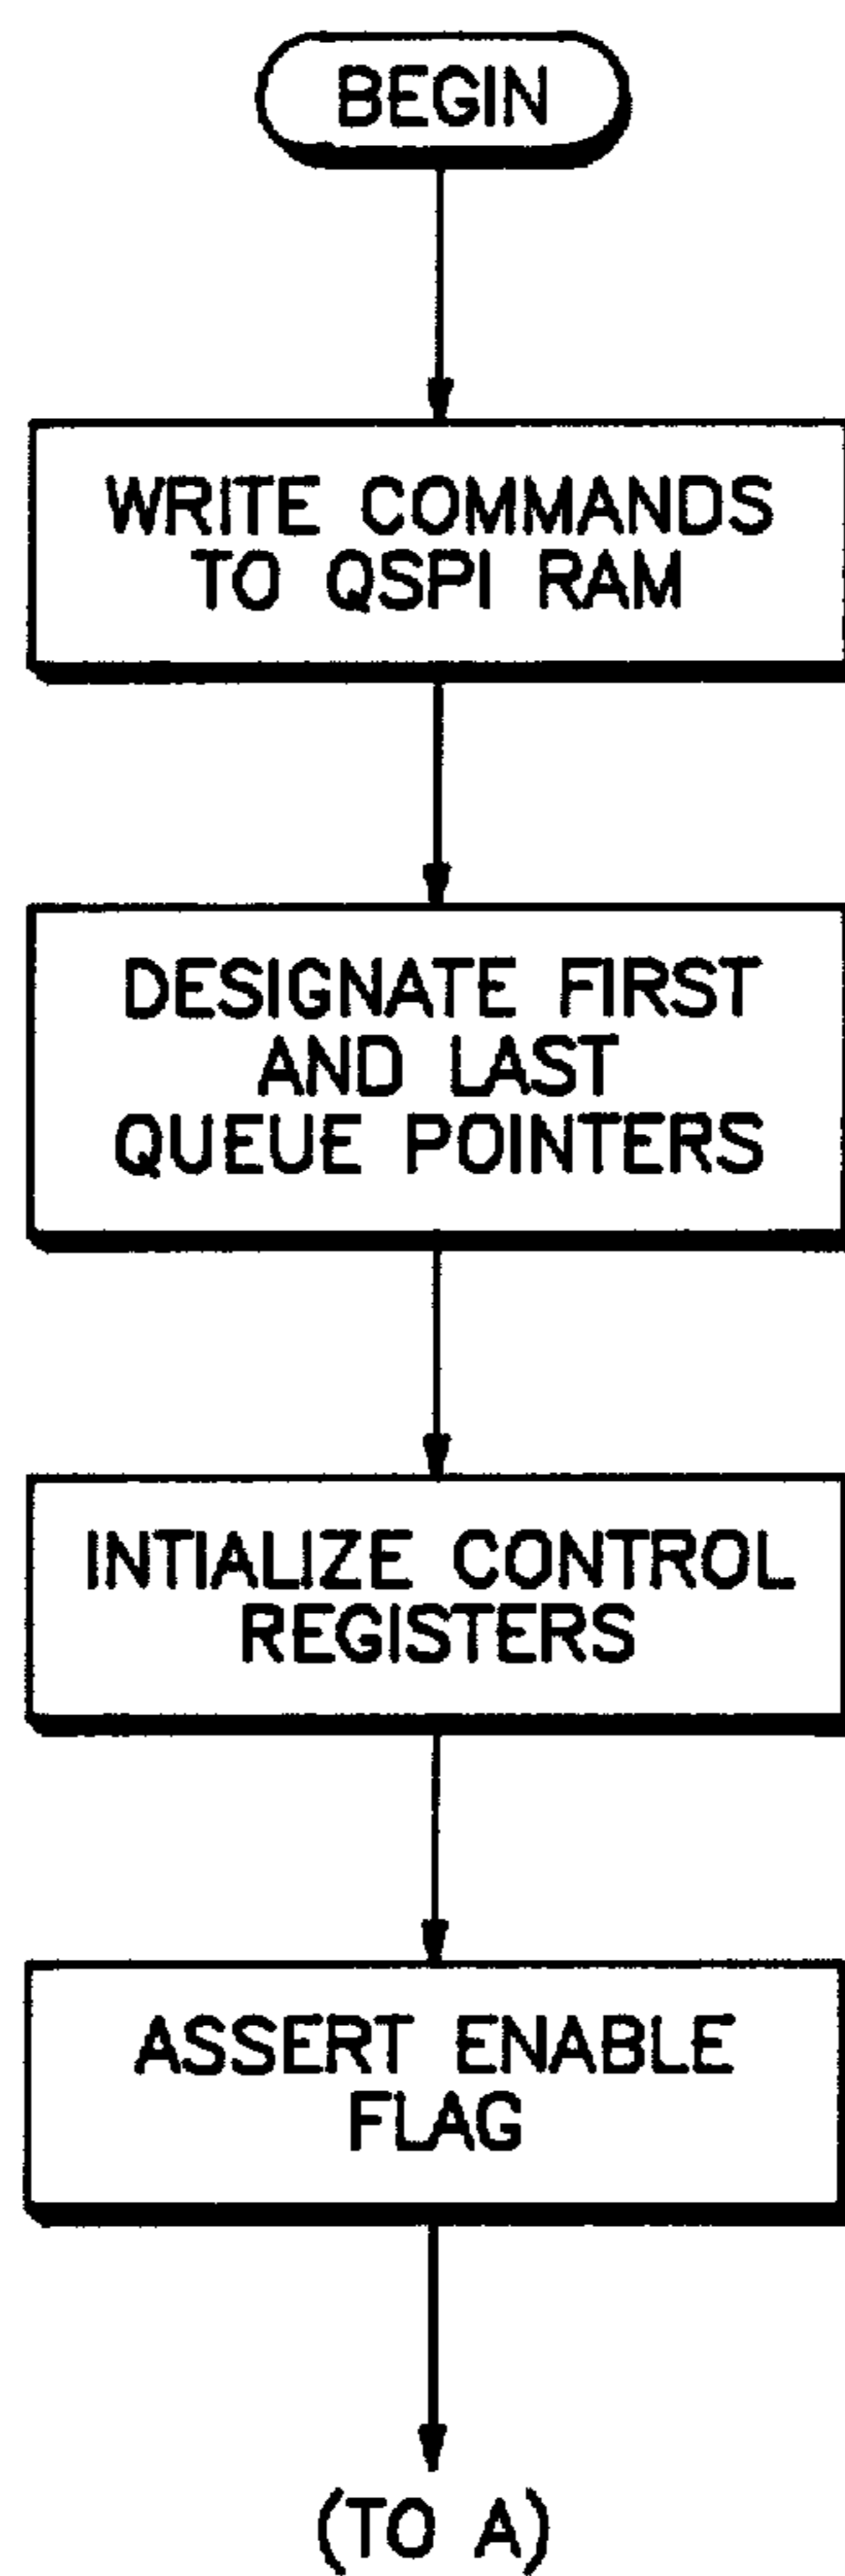 BEGIN
WRITE COMMANDS
TO QSPI RAM
DESIGNATE FIRST
AND LAST
QUEUE POINTERS
INTIALIZE CONTROL
REGISTERS
ASSERT ENABLE
FLAG
(TO A)